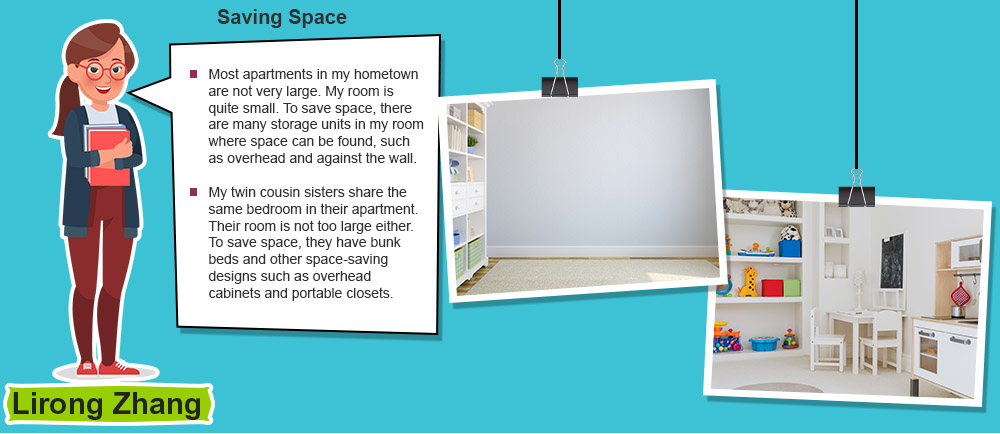 Saving Space
Most apartments in my hometown
are not very large. My room is
quite small. To save space, there
are many storage units in my room
where space can be found, such
as overhead and against the wall.
My twin cousin sisters share the
same bedroom in their apartment.
Their room is not too large either.
To save space, they have bunk
beds and other space-saving
designs such as overhead
cabinets and portable closets.
Lirong Zhang